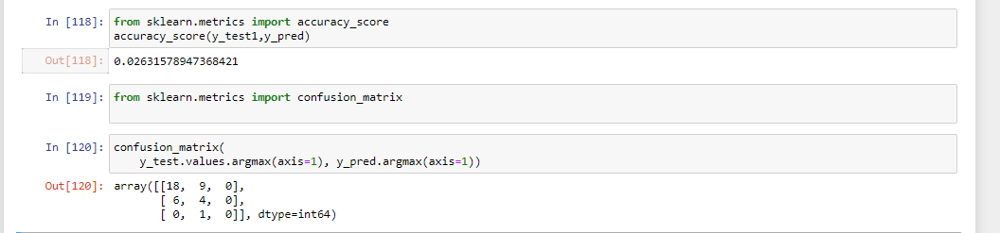 In [118]: from sklearn.metrics import accuracy_score
accuracy_score(y_test1,y_pred)
Out[118]: 0.02631578947368421
In [119]: from sklearn.metrics import confusion_matrix
In [120]: confusion_matrix(
y_test.values.argmax(axis=1), y_pred.argmax(axis=1))
Out[120]: array([[18, 9, 0],
[ 6, 4, 0],
[ 0, 1, 0]], dtype=int64)